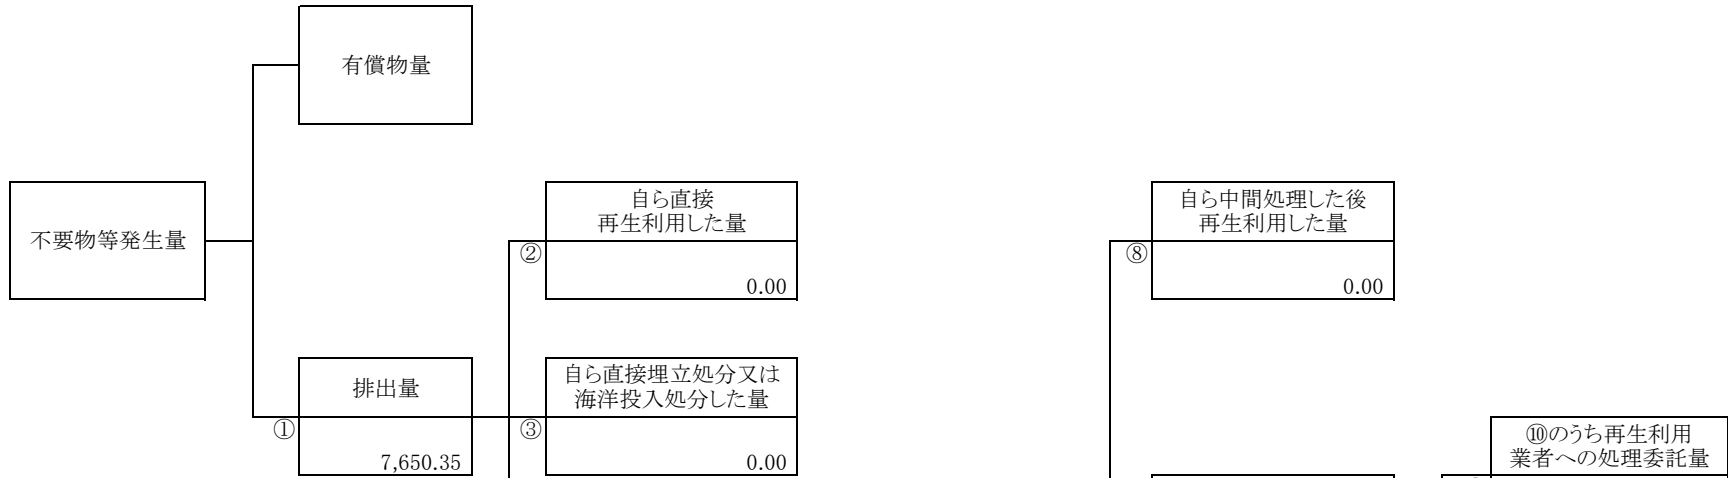 有償物量
不要物等発生量
自ら直接
再生利用した量
②
0.00
自ら中間処理した後
再生利用した量
⑧
0.00
排出量
①
7,650.35
自ら直接埋立処分又は
海洋投入処分した量
③
0.00
⑩のうち再生利用
業者への処理委託量